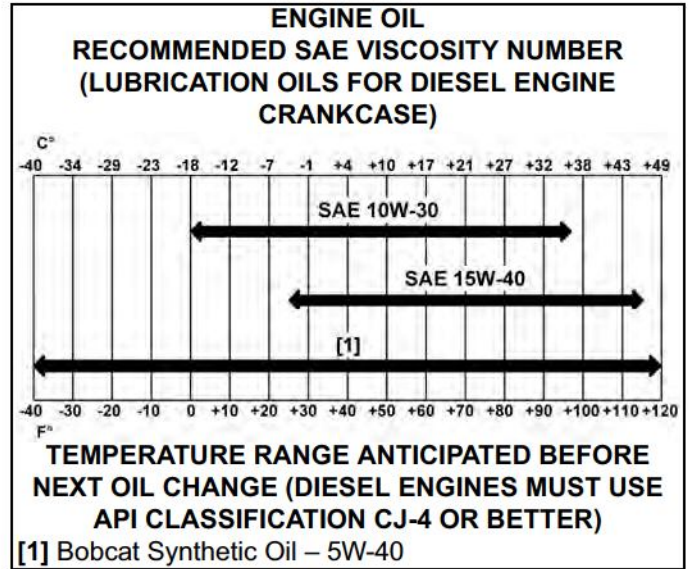 ENGINE OIL
RECOMMENDED SAE VISCOSITY NUMBER
(LUBRICATION OILS FOR DIESEL ENGINE
CRANKCASE)
C°
-40 -34 -29 -23 -18 -12 -7 -1 +4 +10 +17 +21 +27 +32 +38 +43 +49
SAE 10W-30
SAE 15W-40
[1]
-40 -30 -20 -10 0 +10 +20 +30 +40 +50 +60 +70 +80 +90 +100 +110 +120
F°
TEMPERATURE RANGE ANTICIPATED BEFORE
NEXT OIL CHANGE (DIESEL ENGINES MUST USE
API CLASSIFICATION CJ-4 OR BETTER)
[1] Bobcat Synthetic Oil – 5W-40